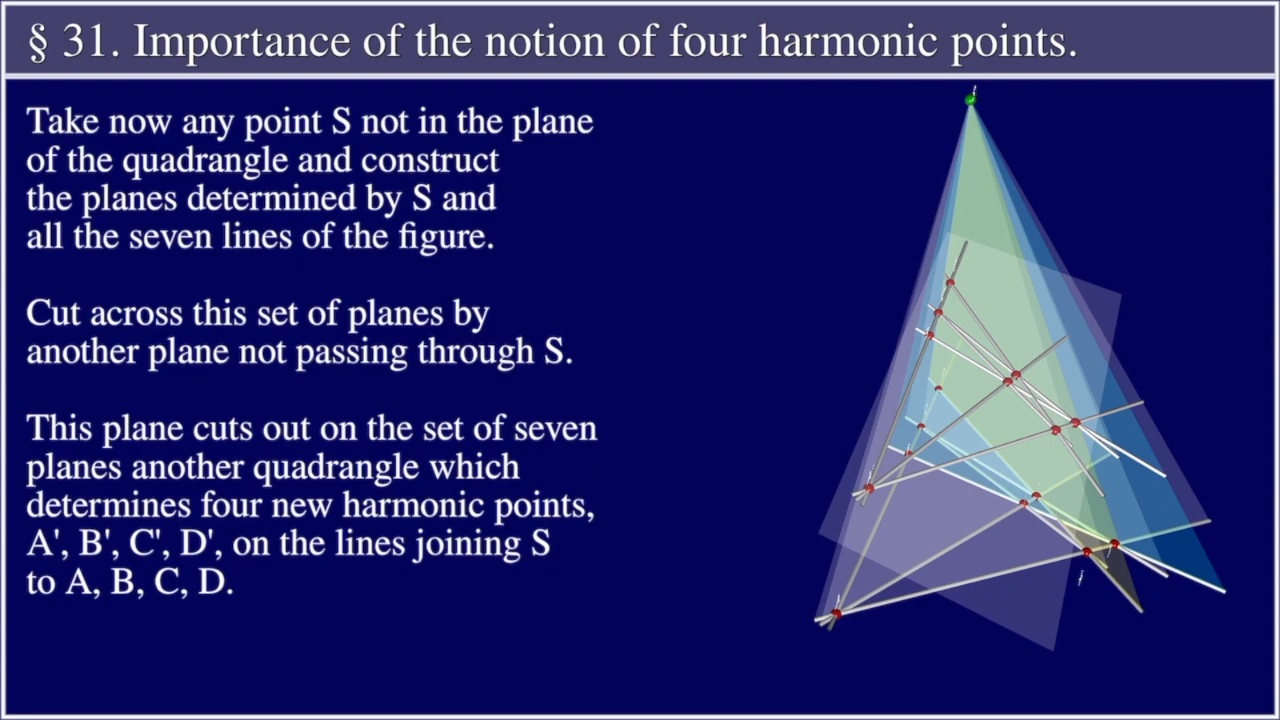 § 31. Importance of the notion of four harmonic points.
Take now any point S not in the plane
of the quadrangle and construct
the planes determined by S and
all the seven lines of the figure.
Cut across this set of planes by
another plane not passing through S.
This plane cuts out on the set of seven
planes another quadrangle which
determines four new harmonic points,
A', B', C', D', on the lines joining S
to A, B, C, D.